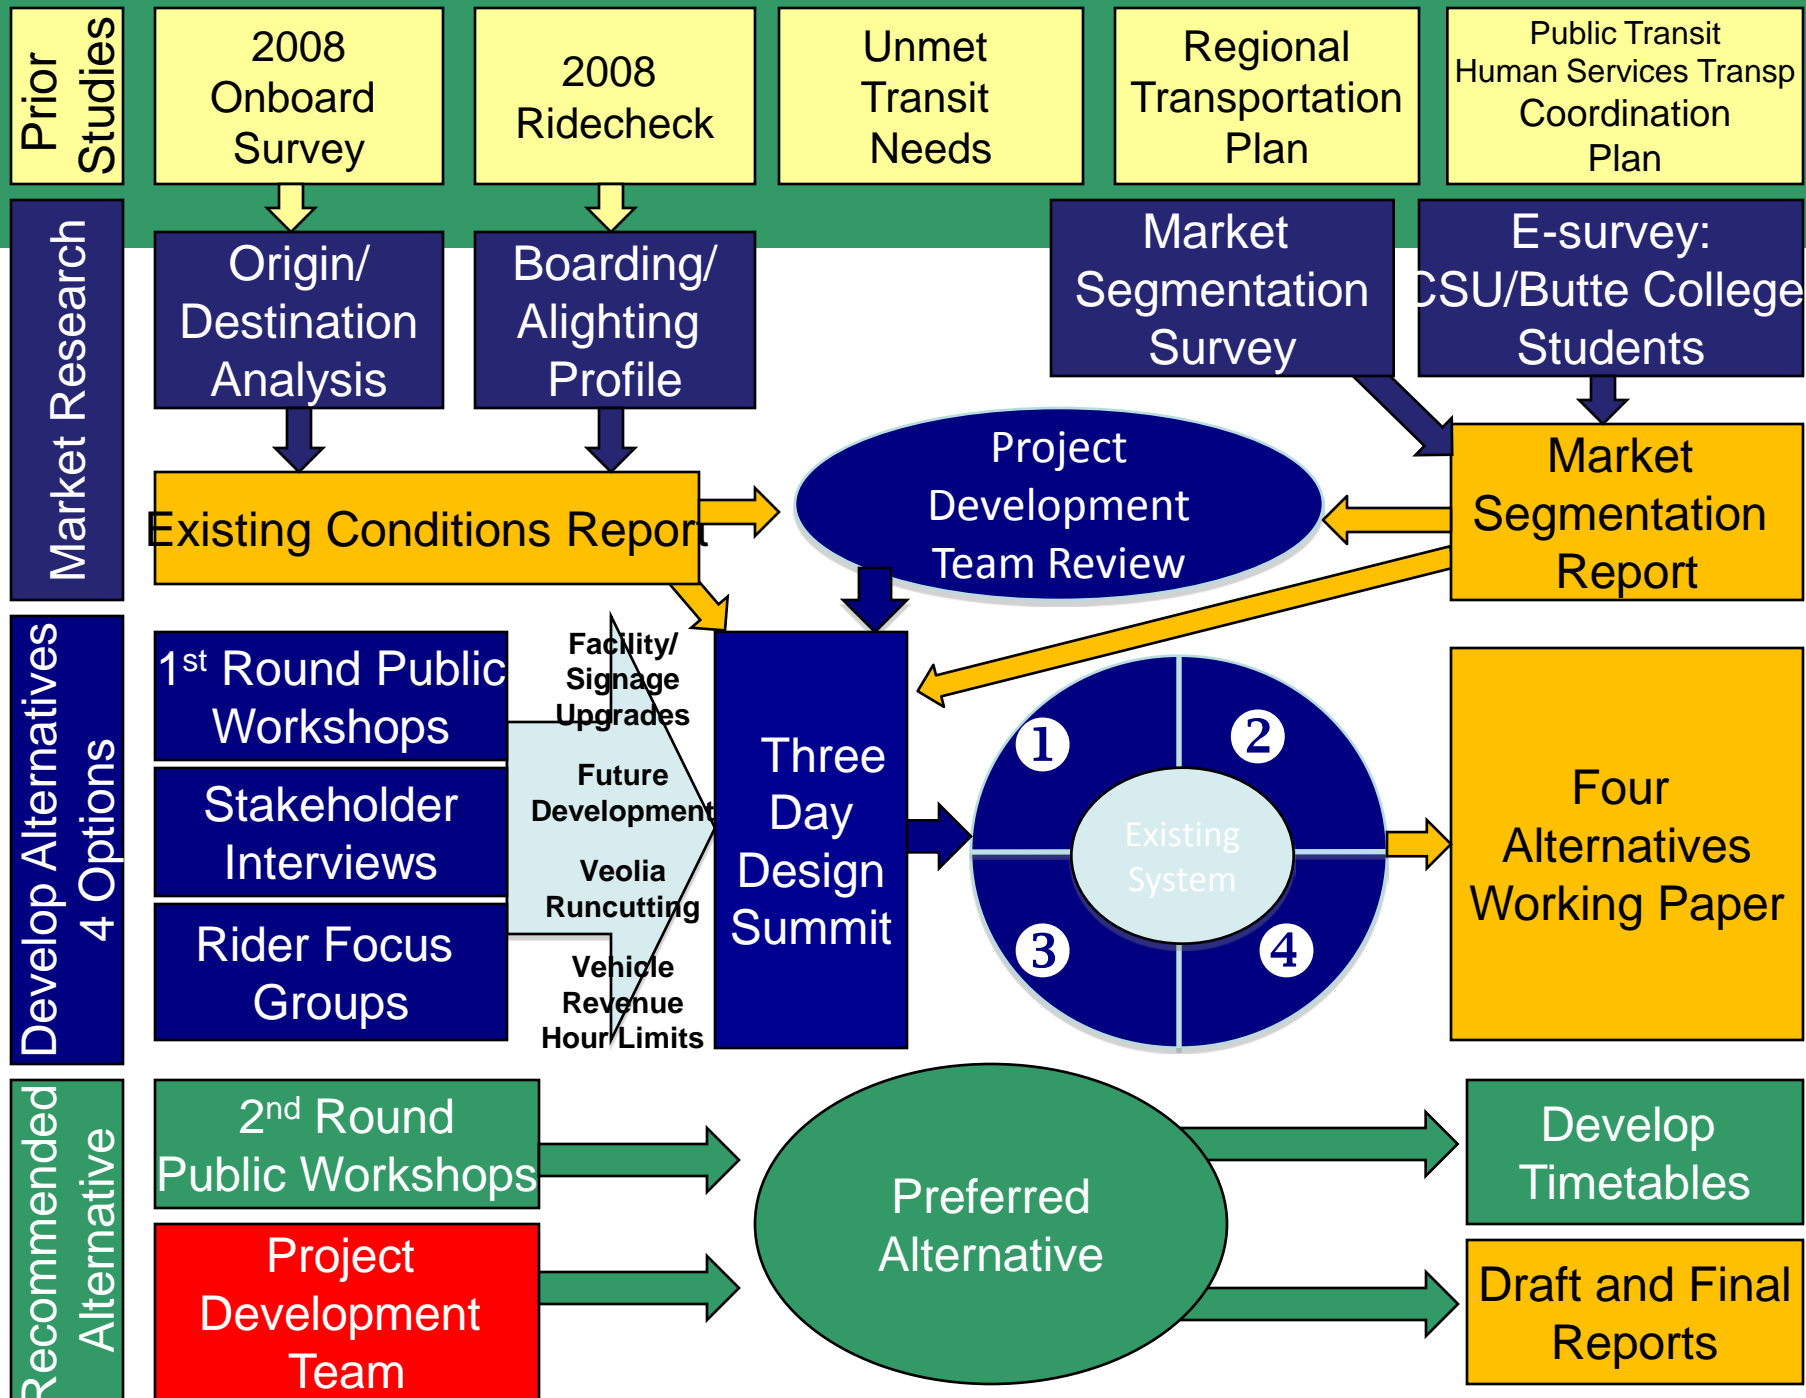 Prior
Studies
2008
Onboard
Survey
2008
Ridecheck
Unmet
Transit
Needs
Regional
Transportation
Plan
Public Transit
Human Services Transp
Coordination
Plan
Market Research
Origin/
Destination
Analysis
Boarding/
Alighting
Profile
Market
Segmentation
Survey
E-survey:
CSU/Butte College
Students
Existing Conditions Report
Project
Development
Team Review
Market
Segmentation
Report
Develop Alternatives
4 Options
1st Round Public
Workshops
Stakeholder
Interviews
Rider Focus
Groups
Facility/
Signage
Upgrades
Future
Development
Veolia
Runcutting
Vehicle
Revenue
Hour Limits
Three
Day
Design
Summit
1
2
Existing
System
3
4
Four
Alternatives
Working Paper
Recommended
Alternative
2nd Round
Public Workshops
Project
Development
Team
Preferred
Alternative
Develop
Timetables
Draft and Final
Reports